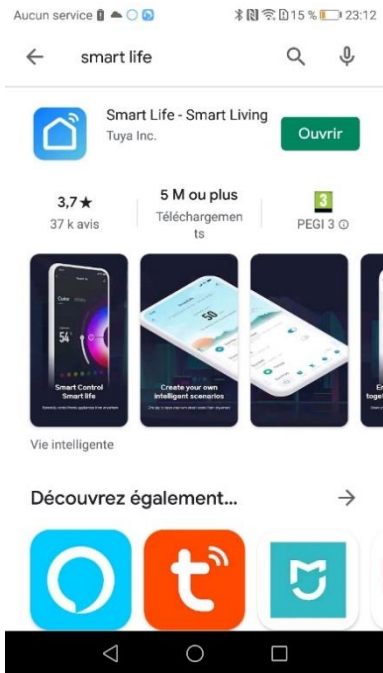 Aucun service
15 % 23:12
smart life
Smart Life - Smart Living
Tuya Inc.
Ouvrir
3,7★
37 k avis
5 M ou plus
Téléchargemen
ts
3
PEGI 3
Color
54
Smart Control
Smart life
50
Create your own
intelligent scenarios
Vie intelligente
Découvrez également...